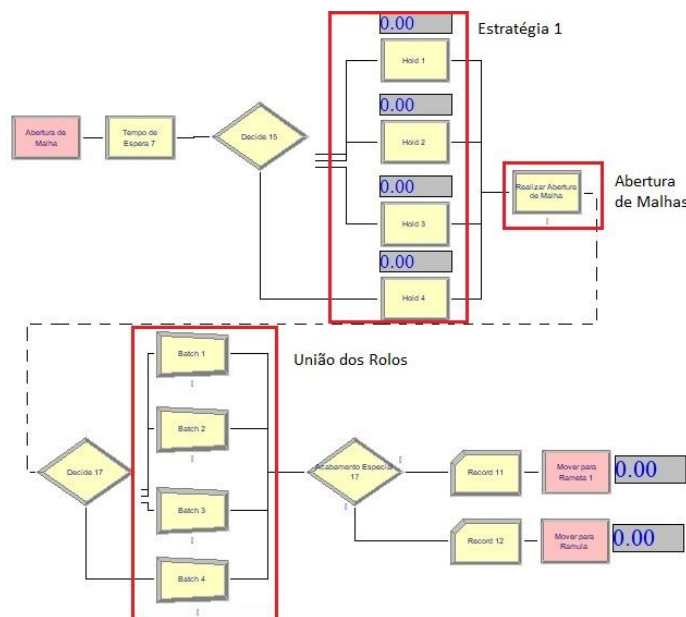 0.00
Estratégia 1
Hold 1
0.00
Abertura de
Malha
Tempo de
Espera 7
Decide 15
Hold 2
0.00
Realizar Abertura
de Malha
Abertura
de Malhas
Hold 3
0.00
Hold 4
Batch 1
União dos Rolos
Batch 2
Decide 17
Acabamento Especial
17
Record 11
Mover para
Rameta 1
0.00
Batch 3
Record 12
Mover para
Ramula
0.00
Batch 4